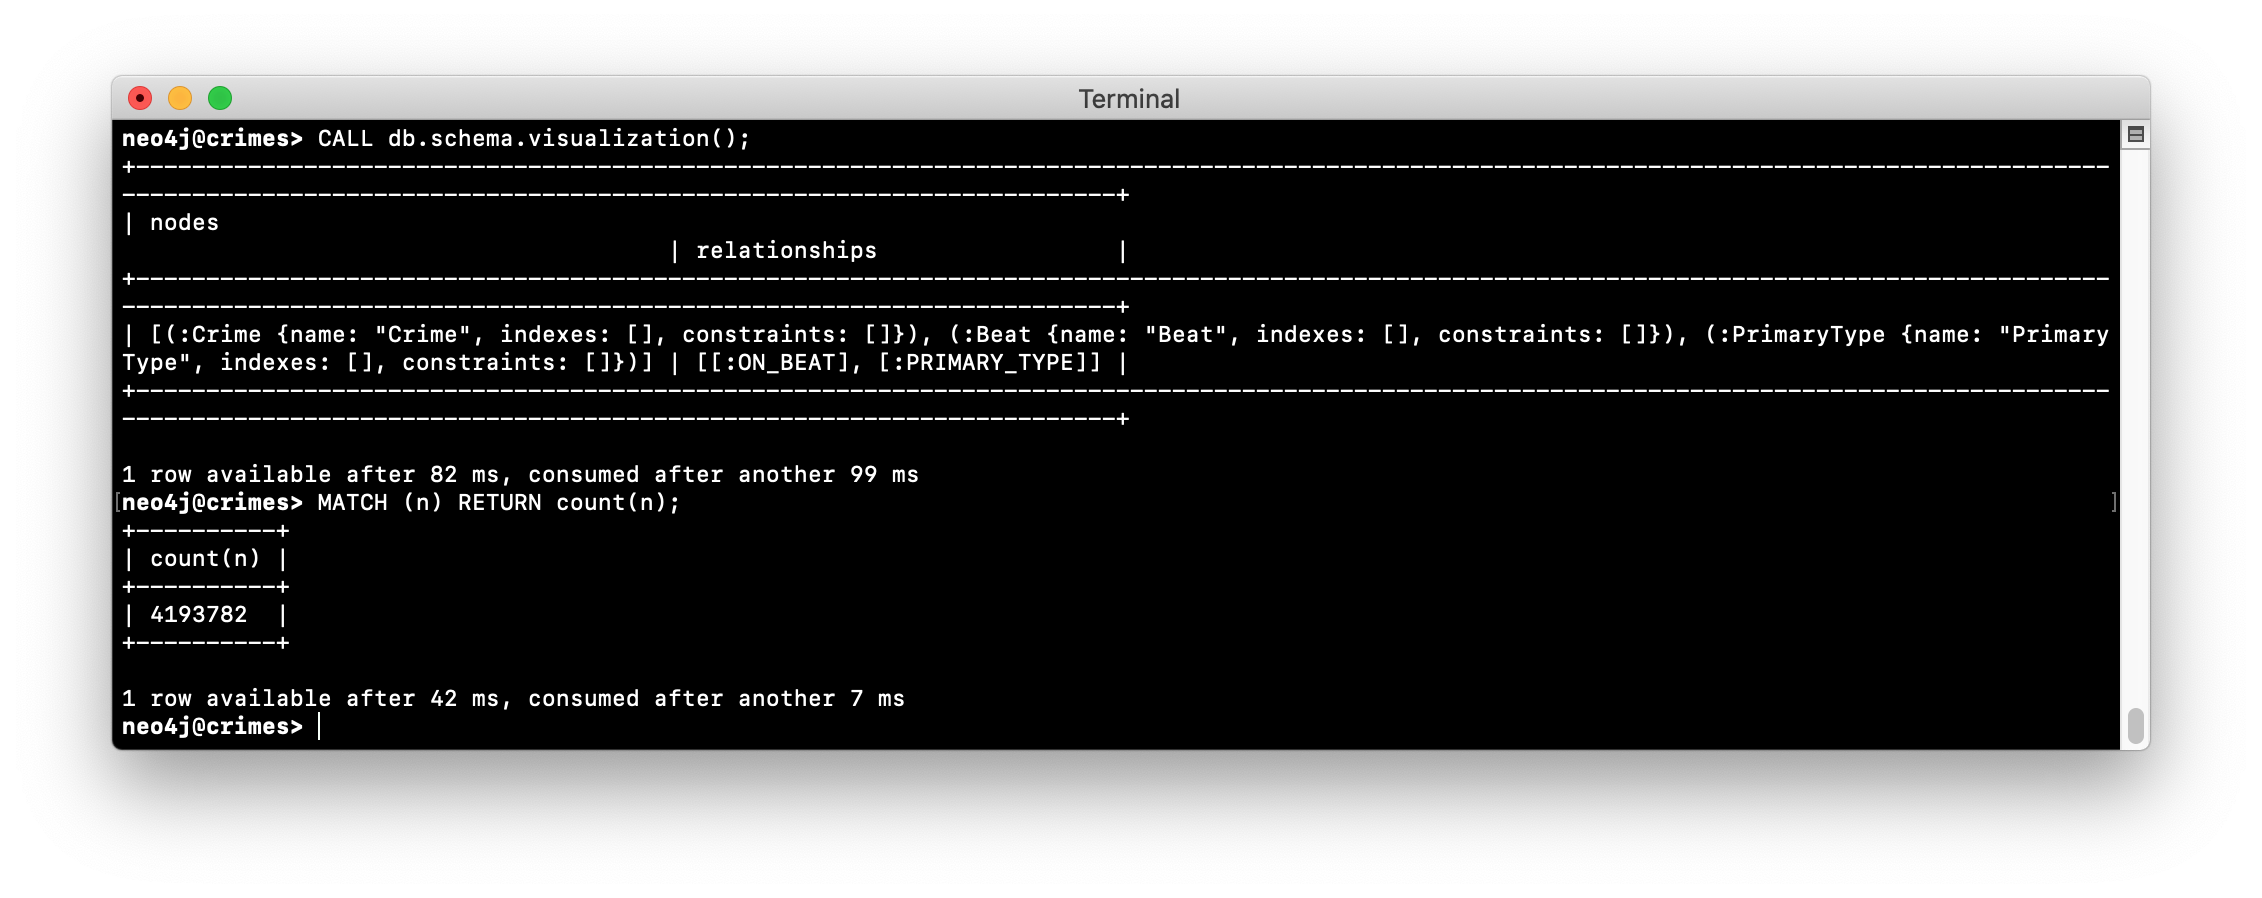 Terminal
neo4j@crimes> CALL db.schema.visualization();
+----------------------------------------------------------------------------------------------------------------------------------------------
-----------------------------------------------------------------------+
| nodes
                                       | relationships                 |
+----------------------------------------------------------------------------------------------------------------------------------------------
-----------------------------------------------------------------------+
| [(:Crime {name: "Crime", indexes: [], constraints: []}), (:Beat {name: "Beat", indexes: [], constraints: []}), (:PrimaryType {name: "Primary
Type", indexes: [], constraints: []})] | [[:ON_BEAT], [:PRIMARY_TYPE]] |
+----------------------------------------------------------------------------------------------------------------------------------------------
-----------------------------------------------------------------------+
1 row available after 82 ms, consumed after another 99 ms
[neo4j@crimes> MATCH (n) RETURN count(n); ]
+----------+
| count(n) |
+----------+
| 4193782  |
+----------+
1 row available after 42 ms, consumed after another 7 ms
neo4j@crimes>